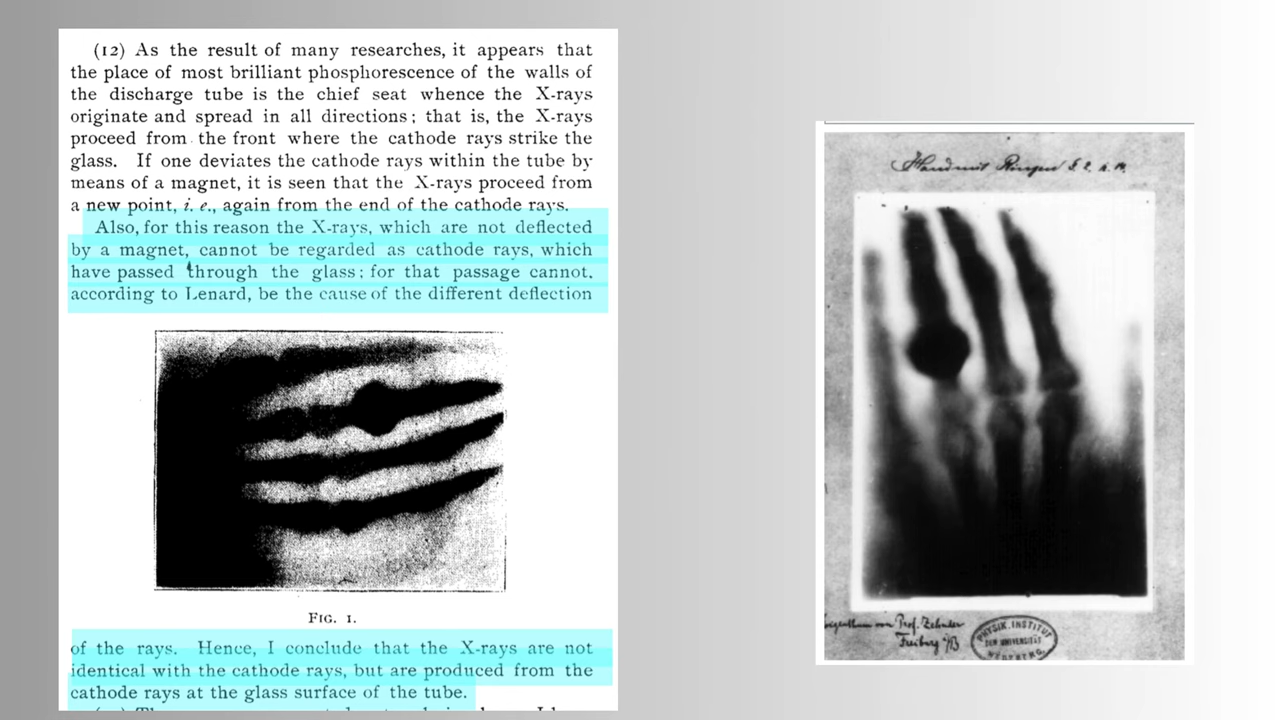 (12) As the result of many researches, it appears that
the place of most brilliant phosphorescence of the walls of
the discharge tube is the chief seat whence the X-rays
originate and spread in all directions; that is, the X-rays
proceed from the front where the cathode rays strike the
glass. If one deviates the cathode rays within the tube by
means of a magnet, it is seen that the X-rays proceed from
a new point, i. e., again from the end of the cathode rays.
Also, for this reason the X-rays, which are not deflected
by a magnet, cannot be regarded as cathode rays, which
have passed through the glass; for that passage cannot,
according to Lenard, be the cause of the different deflection
FIG. 1.
of the rays. Hence, I conclude that the X-rays are not
identical with the cathode rays, but are produced from the
cathode rays at the glass surface of the tube.
Hand mit Ringen
von Prof. Zehnder
Freiburg i/B
PHYSIK. INSTITUT
DER UNIVERSITÄT